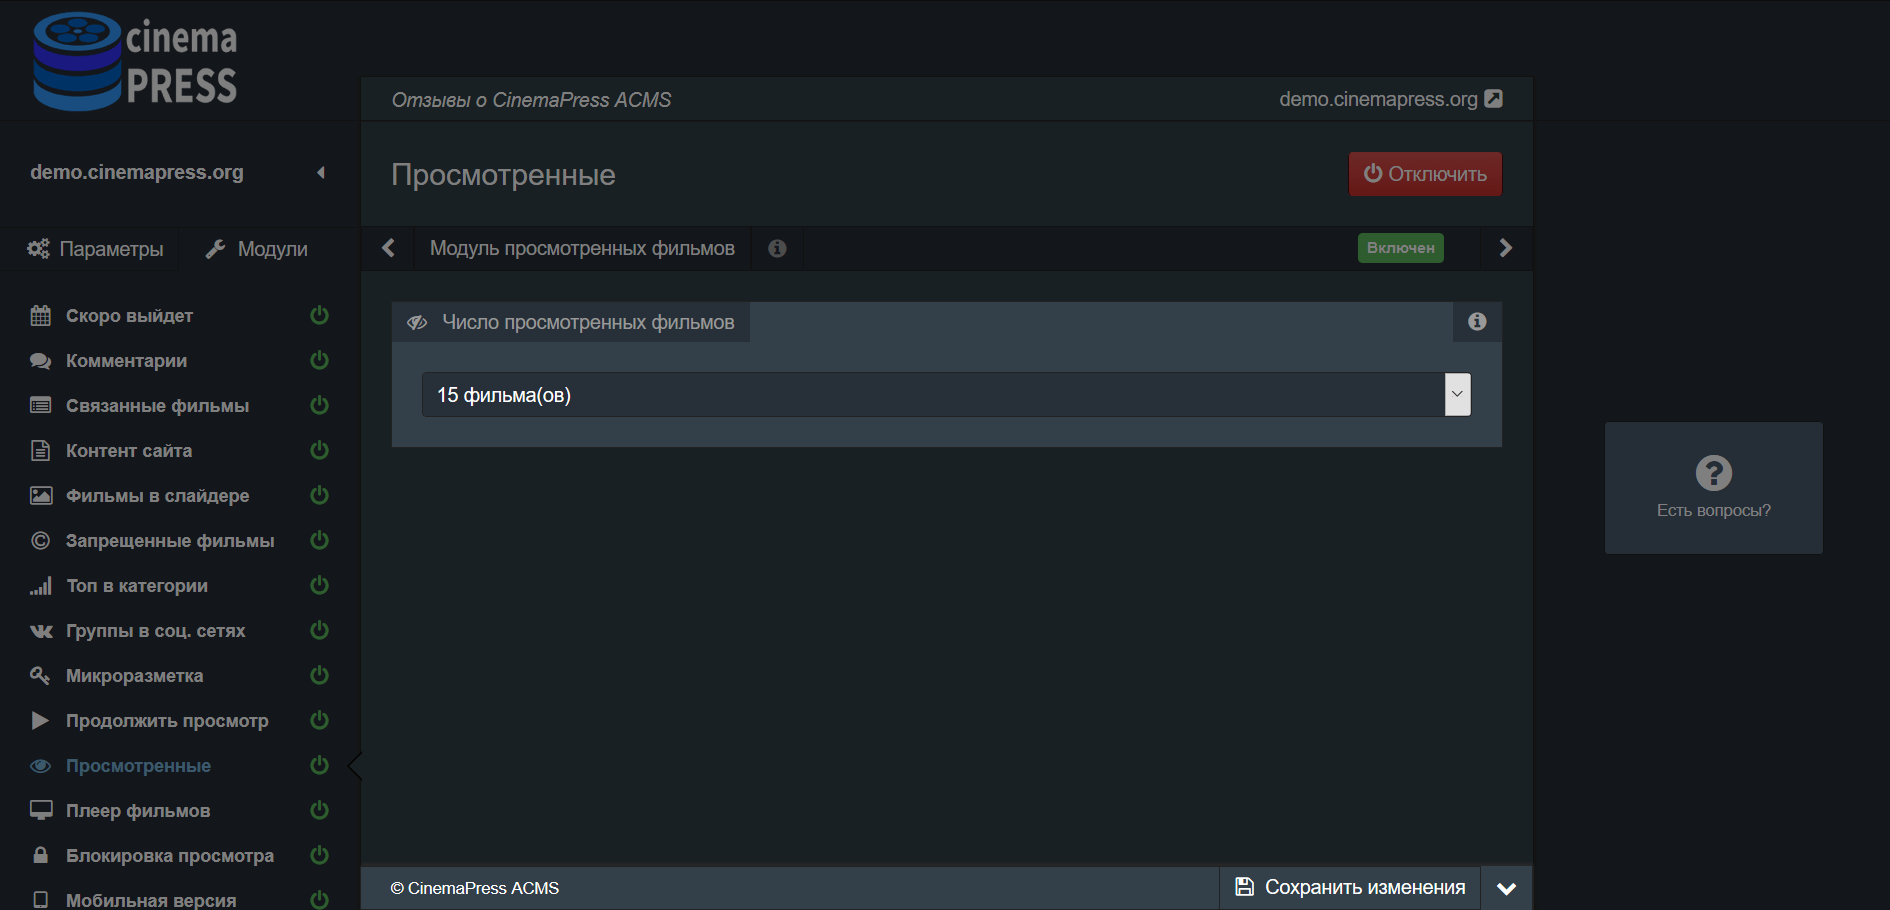 cinema
PRESS
Отзывы о CinemaPress ACMS
demo.cinemapress.org
demo.cinemapress.org
Просмотренные
Отключить
Параметры
Модули
Модуль просмотренных фильмов
Включен
Скоро выйдет
Комментарии
Связанные фильмы
Контент сайта
Фильмы в слайдере
Запрещенные фильмы
Топ в категории
Группы в соц. сетях
Микроразметка
Продолжить просмотр
Просмотренные
Плеер фильмов
Блокировка просмотра
Мобильная версия
Число просмотренных фильмов
15 фильма(ов)
Есть вопросы?
© CinemaPress ACMS
Сохранить изменения